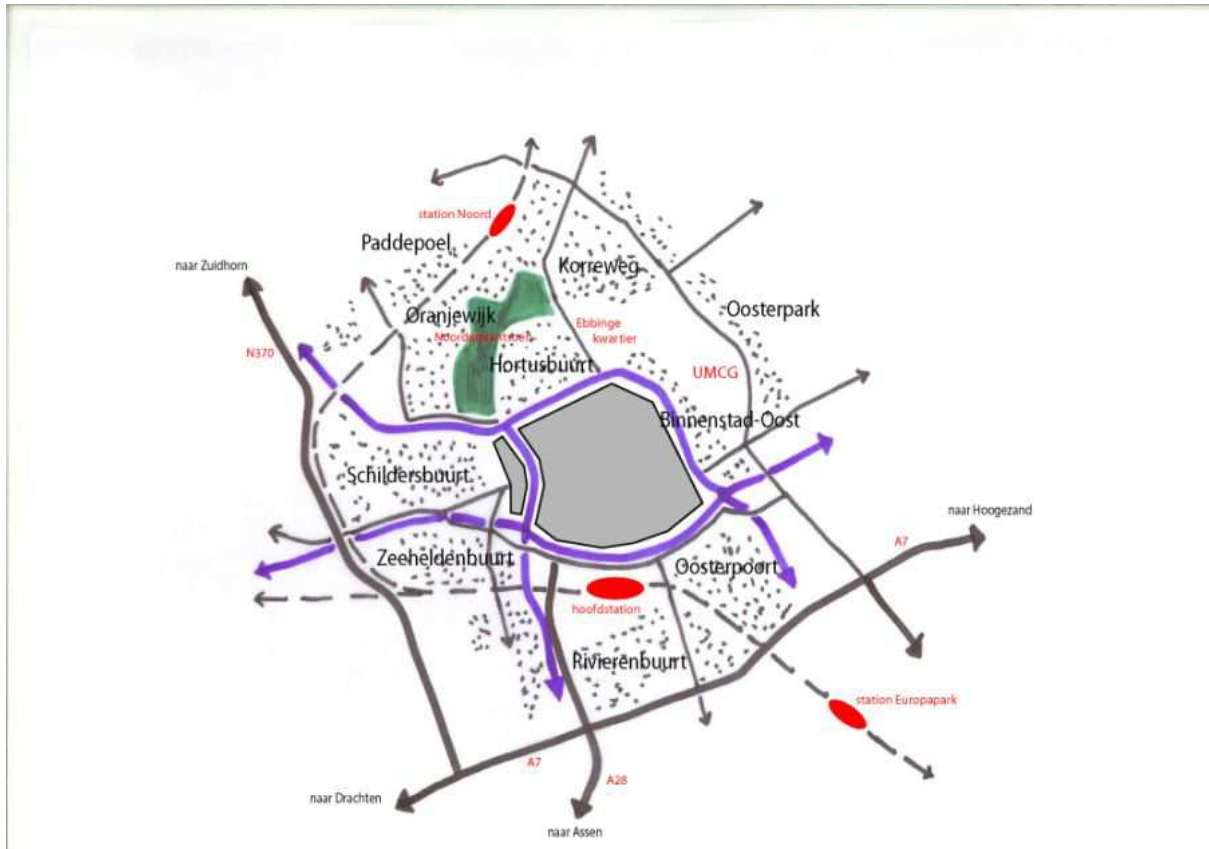 station Noord
Paddepoel
Korreweg
naar Zuidhorn
Oosterpark
Oranjewijk
Ebbinge
kwartier
Noorderplantsoen
N370
Hortusbuurt
UMCG
Binnenstad-Oost
Schildersbuurt
naar Hoogezand
A7
Zeeheldenbuurt
Oosterpoort
hoofdstation
Rivierenbuurt
station Europapark
A7
A28
naar Drachten
naar Assen